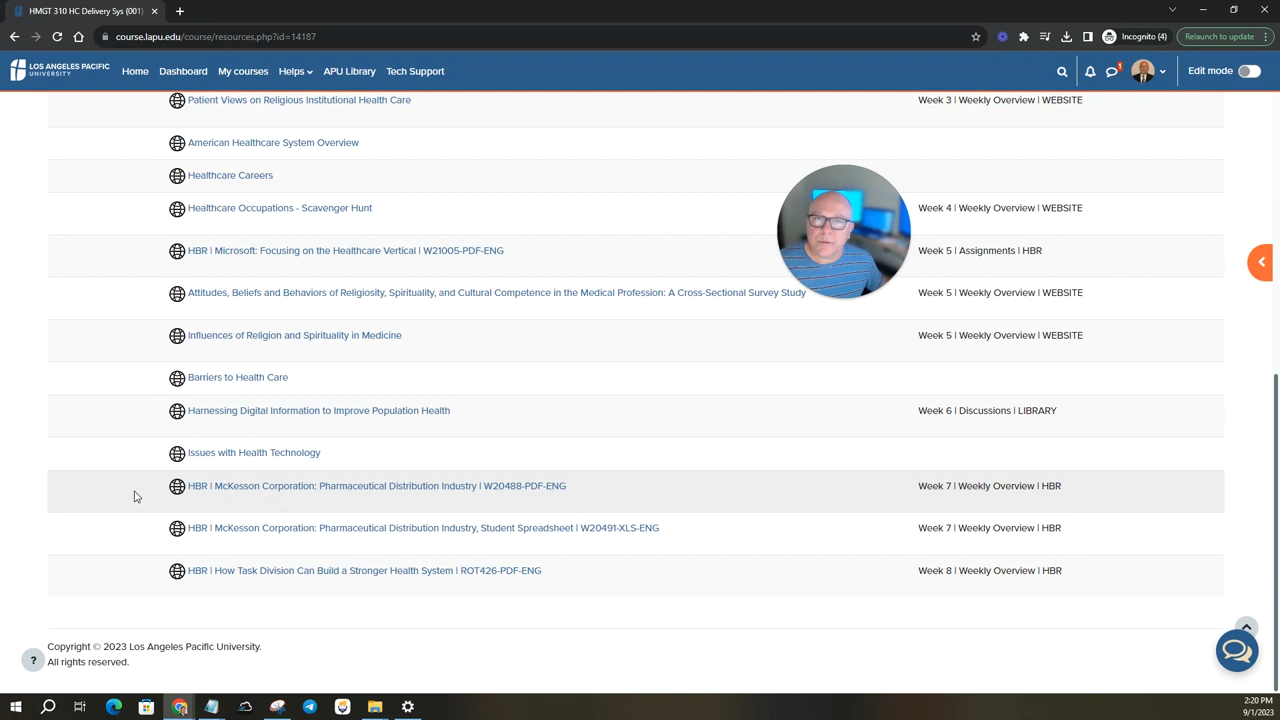 HMGT 310 HC Delivery Sys (001)
course.lapu.edu/course/resources.php?id=14187
Incognito (4)
Relaunch to update
LOS ANGELES PACIFIC
UNIVERSITY
Home
Dashboard
My courses
Helps
APU Library
Tech Support
1
Edit mode
Patient Views on Religious Institutional Health Care
Week 3 | Weekly Overview | WEBSITE
American Healthcare System Overview
Healthcare Careers
Healthcare Occupations - Scavenger Hunt
Week 4 | Weekly Overview | WEBSITE
HBR | Microsoft: Focusing on the Healthcare Vertical | W21005-PDF-ENG
Week 5 | Assignments | HBR
Attitudes, Beliefs and Behaviors of Religiosity, Spirituality, and Cultural Competence in the Medical Profession: A Cross-Sectional Survey Study
Week 5 | Weekly Overview | WEBSITE
Influences of Religion and Spirituality in Medicine
Week 5 | Weekly Overview | WEBSITE
Barriers to Health Care
Harnessing Digital Information to Improve Population Health
Week 6 | Discussions | LIBRARY
Issues with Health Technology
HBR | McKesson Corporation: Pharmaceutical Distribution Industry | W20488-PDF-ENG
Week 7 | Weekly Overview | HBR
HBR | McKesson Corporation: Pharmaceutical Distribution Industry, Student Spreadsheet | W20491-XLS-ENG
Week 7 | Weekly Overview | HBR
HBR | How Task Division Can Build a Stronger Health System | ROT426-PDF-ENG
Week 8 | Weekly Overview | HBR
Copyright © 2023 Los Angeles Pacific University.
All rights reserved.
?
2:20 PM
9/1/2023